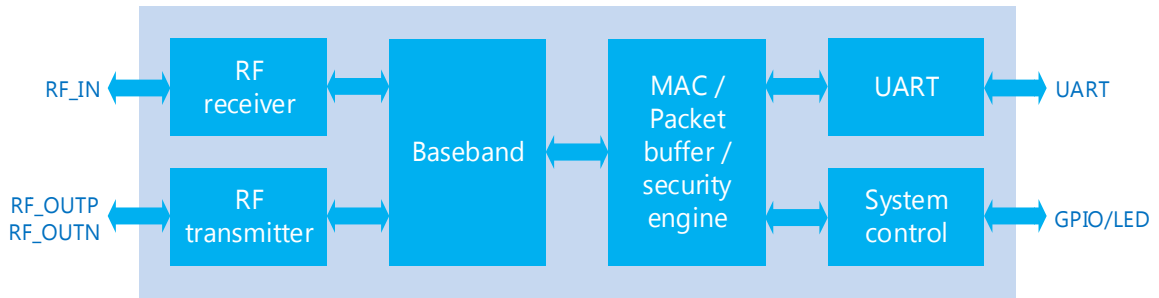 RF_IN
RF
receiver
RF_OUTP
RF_OUTN
RF
transmitter
Baseband
MAC /
Packet
buffer /
security
engine
UART
UART
System
control
GPIO/LED